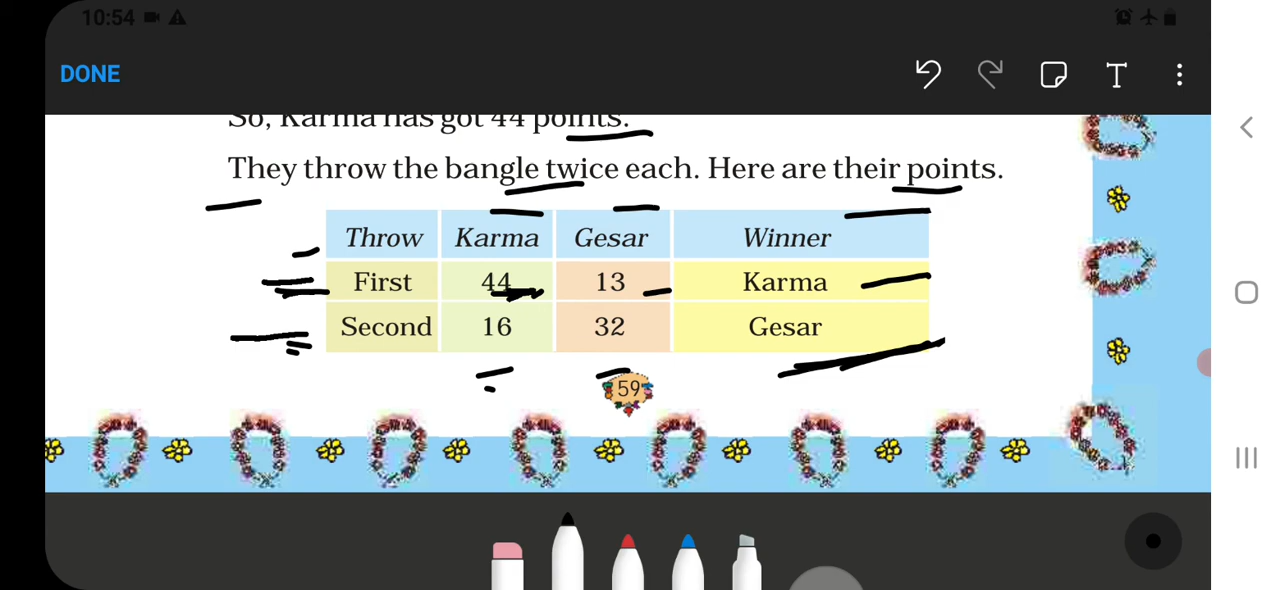 10:54
DONE
T
So, Karma has got 44 points.
They throw the bangle twice each. Here are their points.
Throw Karma Gesar Winner
First 44 13 Karma
Second 16 32 Gesar
59